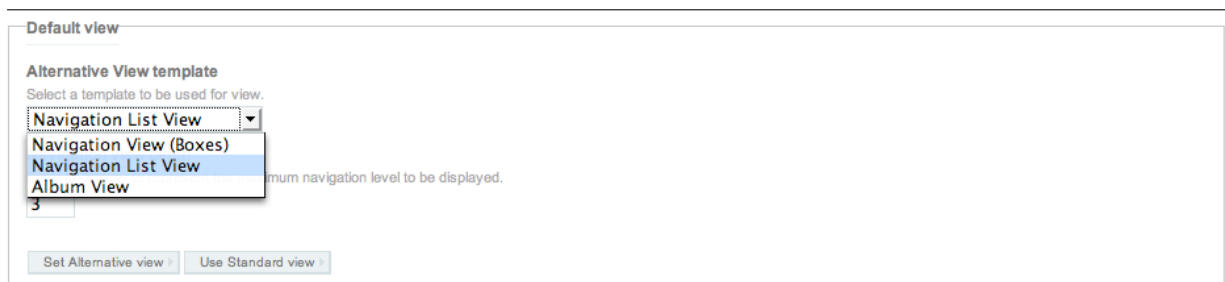 Default view
Alternative View template
Select a template to be used for view.
Navigation List View
Navigation View (Boxes)
Navigation List View
navigation level to be displayed.
Album View
3
Set Alternative view
Use Standard view